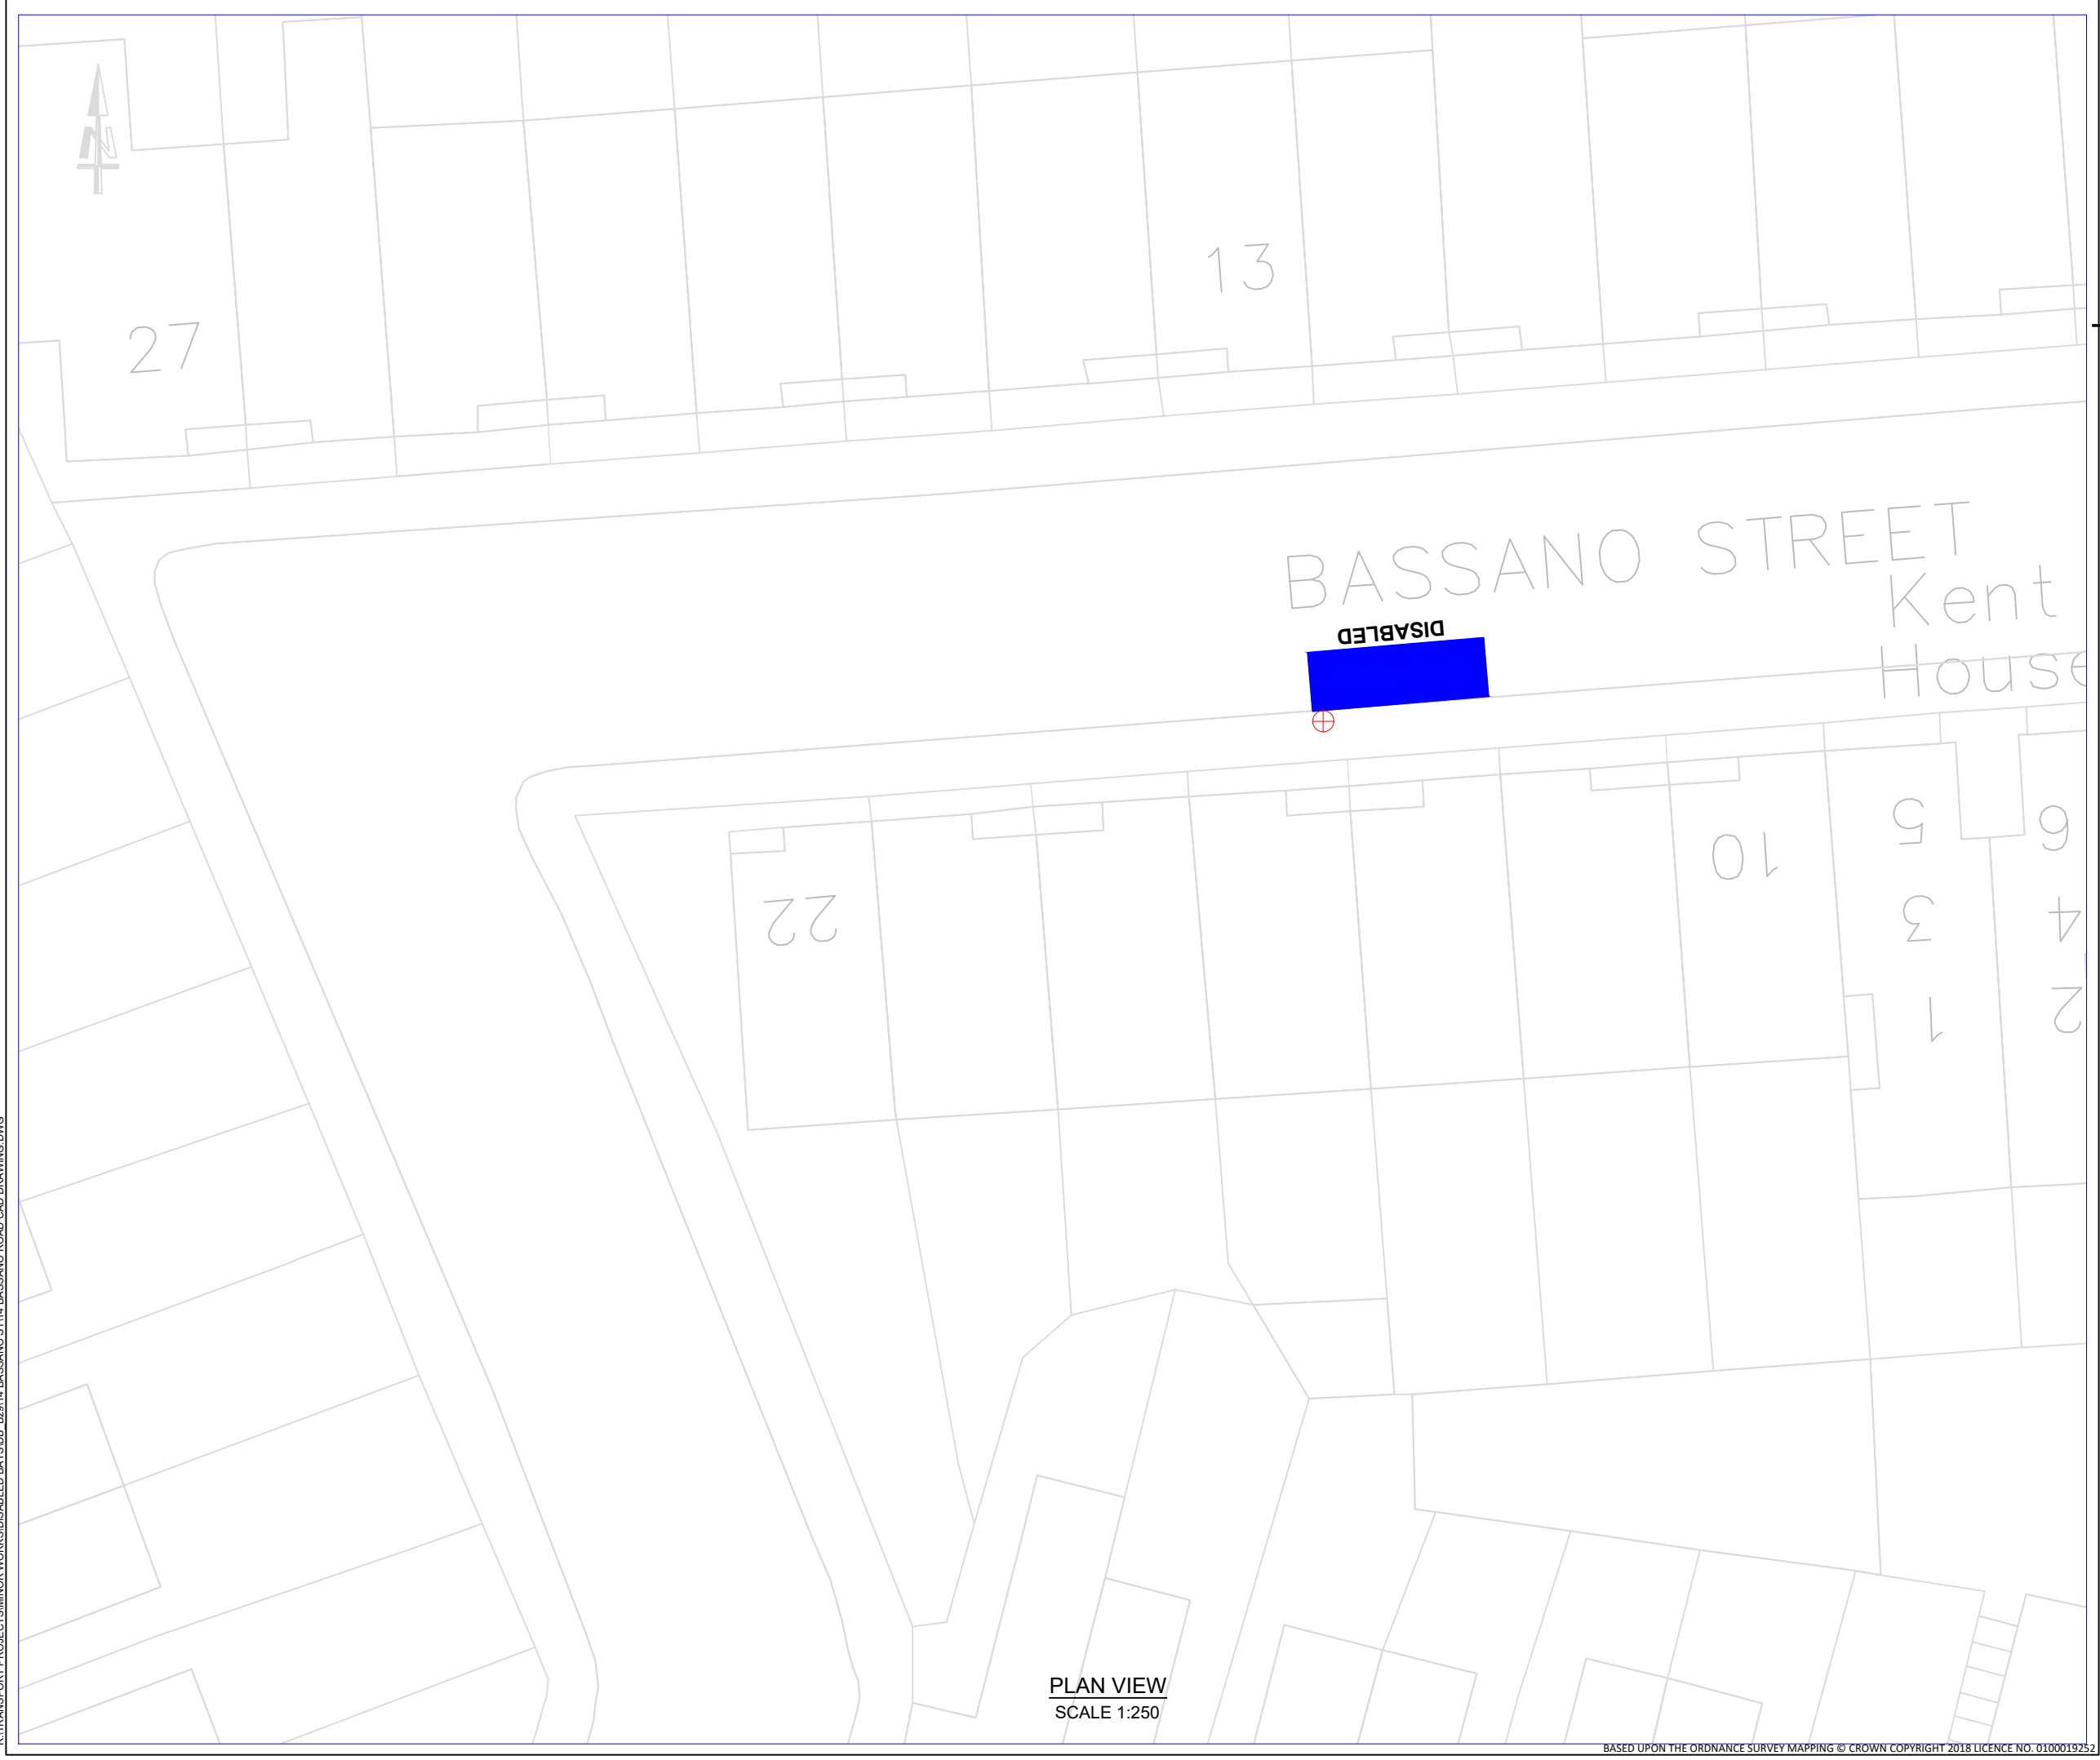 N
13
27
BASSANO STREET
Kent
House
DISABLED
10
5
6
22
3
4
1
2
PLAN VIEW
SCALE 1:250
BASED UPON THE ORDNANCE SURVEY MAPPING © CROWN COPYRIGHT 2018 LICENCE NO. 0100019252